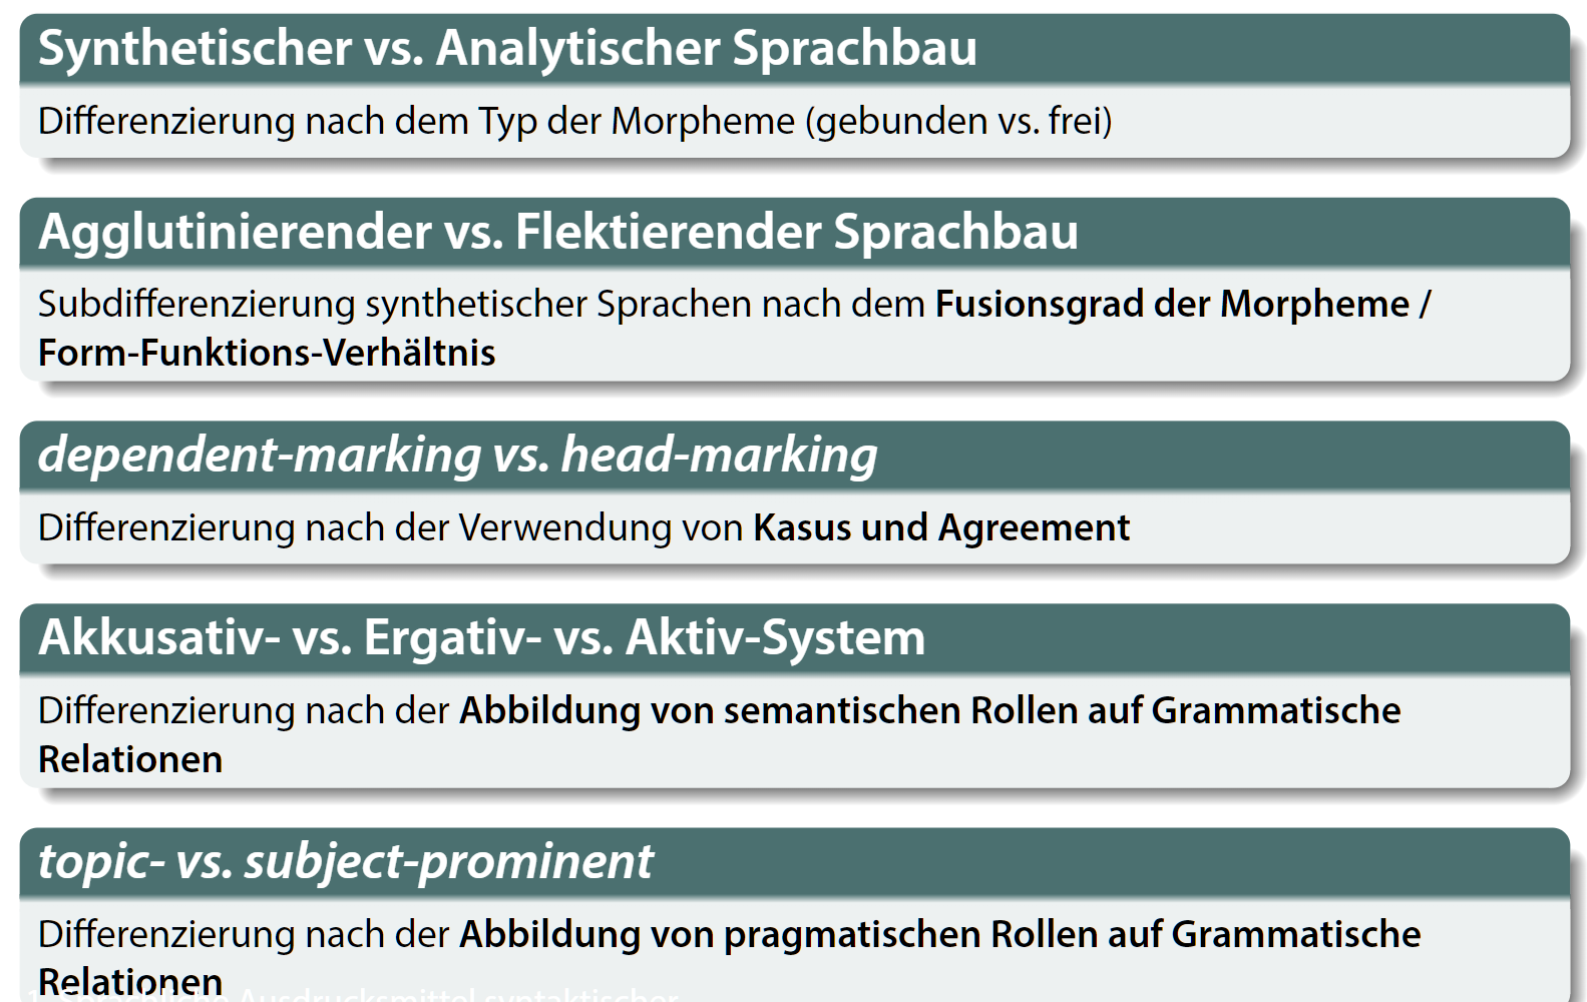 Synthetischer vs. Analytischer Sprachbau
Differenzierung nach dem Typ der Morpheme (gebunden vs. frei)
Agglutinierender vs. Flektierender Sprachbau
Subdifferenzierung synthetischer Sprachen nach dem Fusionsgrad der Morpheme /
Form-Funktions-Verhältnis
dependent-marking vs. head-marking
Differenzierung nach der Verwendung von Kasus und Agreement
Akkusativ- vs. Ergativ- vs. Aktiv-System
Differenzierung nach der Abbildung von semantischen Rollen auf Grammatische
Relationen
topic- vs. subject-prominent
Differenzierung nach der Abbildung von pragmatischen Rollen auf Grammatische
Relationen
Sprachliche Ausdrucksmittel syntaktischer